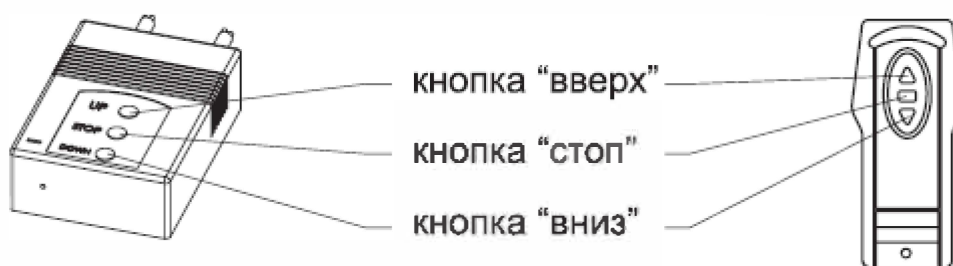 UP
STOP
DOWN
кнопка “вверх”
кнопка “стоп”
кнопка “вниз”